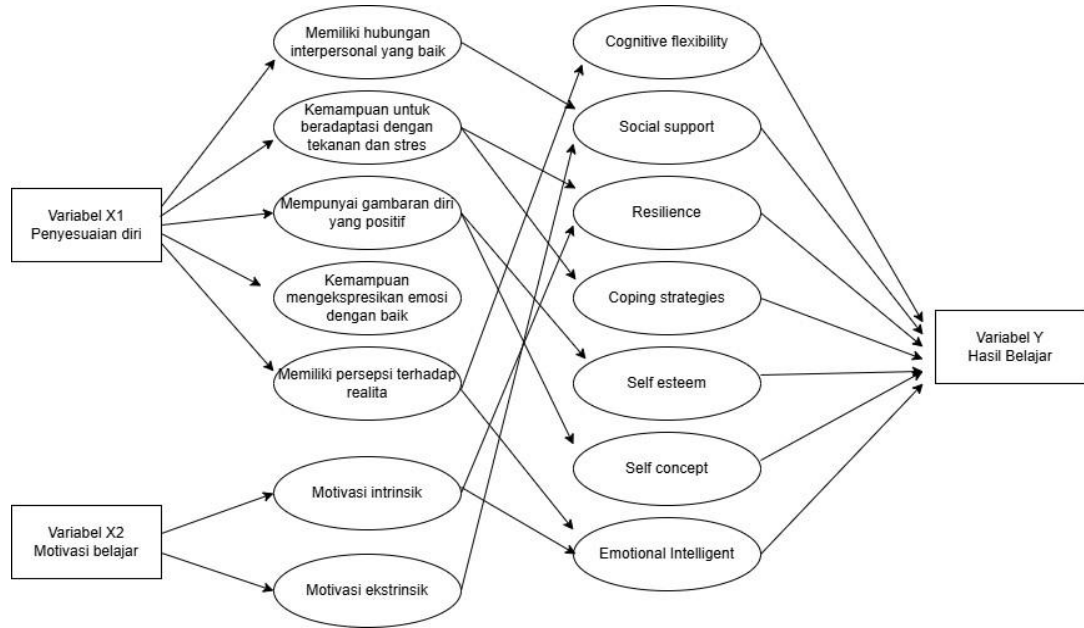 Memiliki hubungan
interpersonal yang baik
Kemampuan untuk
beradaptasi dengan
tekanan dan stres
Variabel X1
Penyesuaian diri
Mempunyai gambaran diri
yang positif
Kemampuan
mengekspresikan emosi
dengan baik
Memiliki persepsi terhadap
realita
Variabel X2
Motivasi belajar
Motivasi intrinsik
Motivasi ekstrinsik
Cognitive flexibility
Social support
Resilience
Coping strategies
Self esteem
Self concept
Emotional Intelligent
Variabel Y
Hasil Belajar